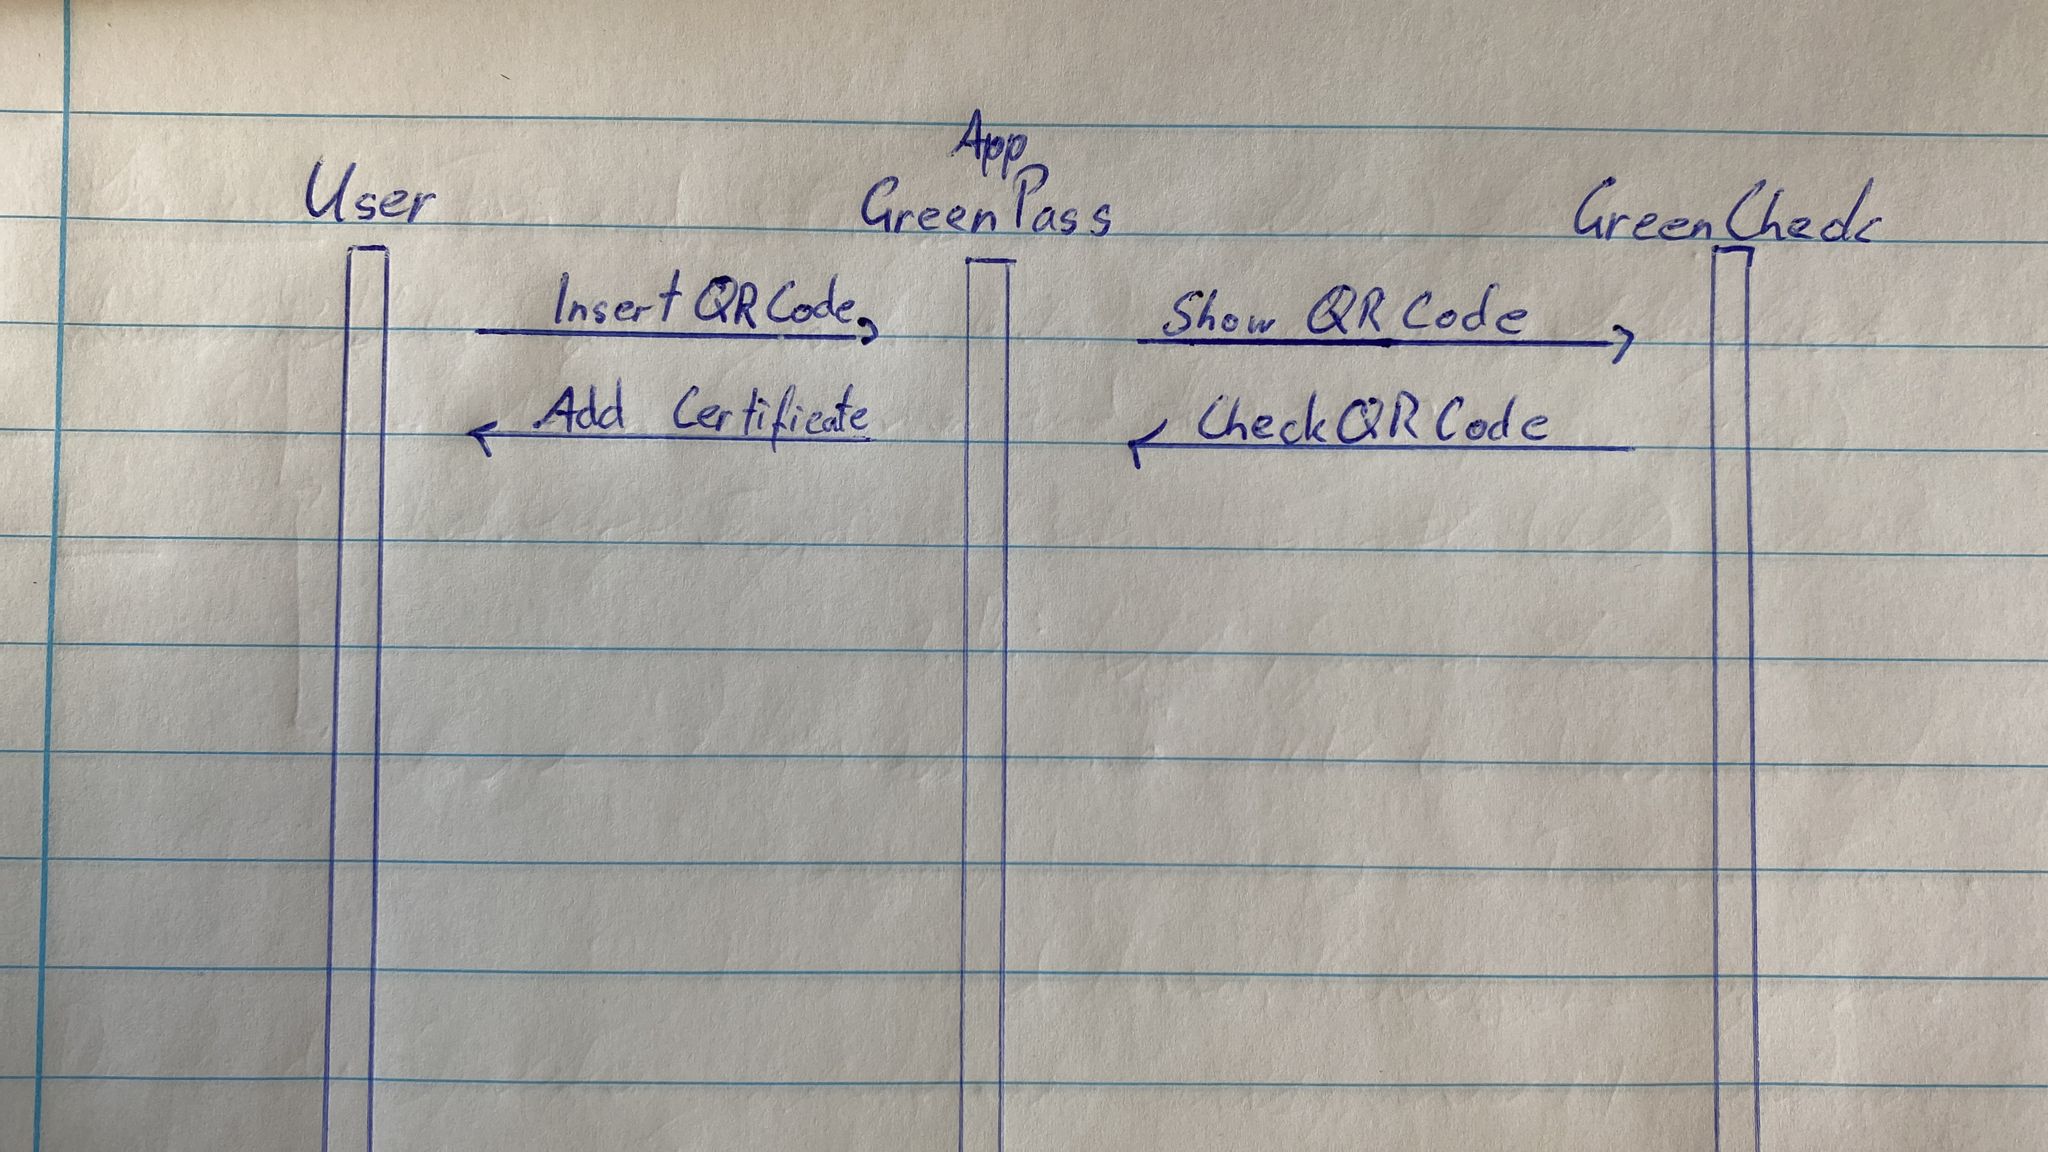 User
App
GreenPass
GreenCheck
Insert QR Code
Show QR Code
Add Certificate
Check QR Code